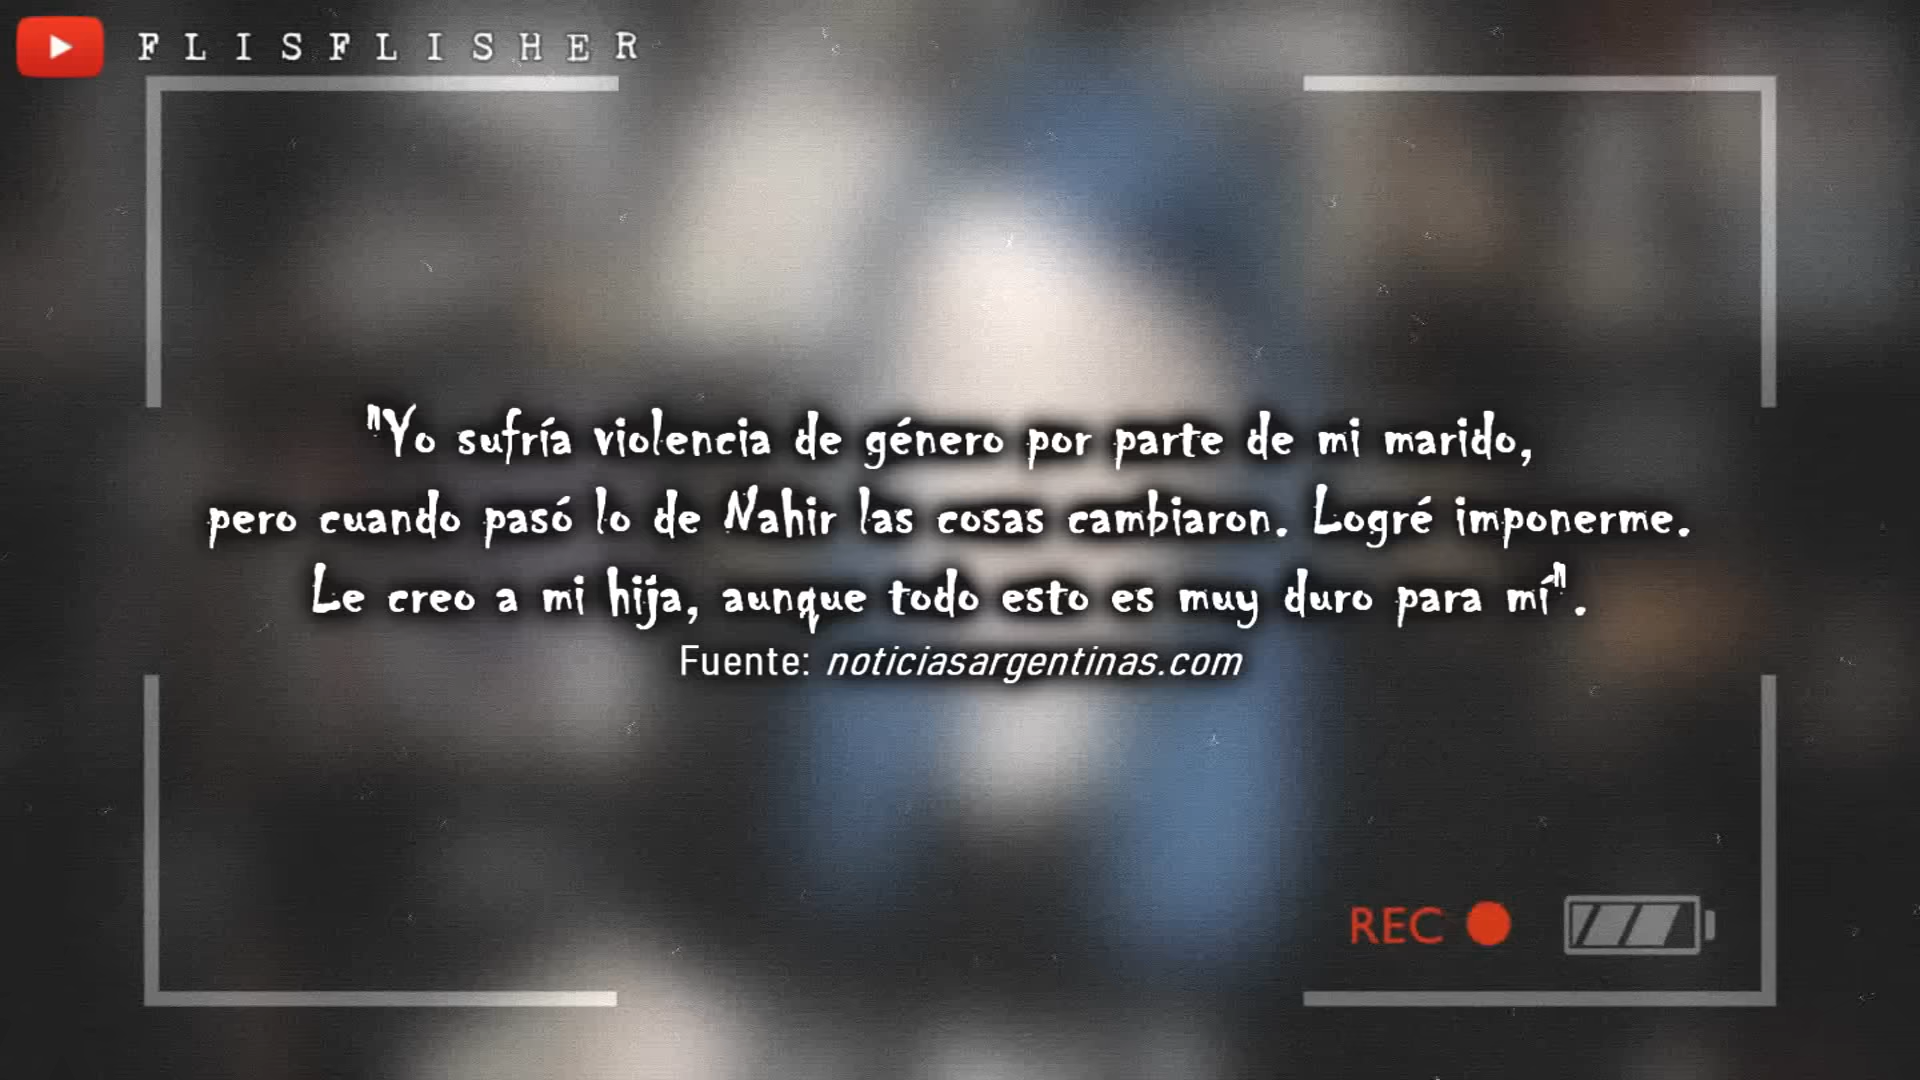 FLISFLISHER
"Yo sufría violencia de género por parte de mi marido,
pero cuando pasó lo de Nahir las cosas cambiaron. Logré imponerme.
Le creo a mi hija, aunque todo esto es muy duro para mí".
Fuente: noticiasargentinas.com
REC